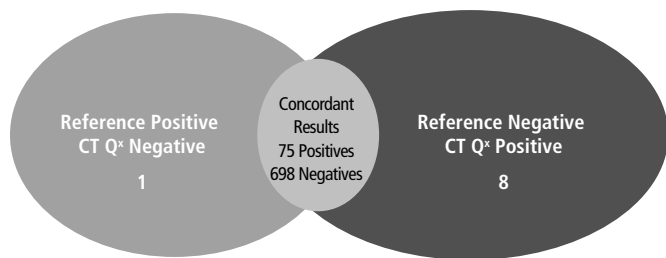 Reference Positive
CT Qˣ Negative
1
Concordant
Results
75 Positives
698 Negatives
Reference Negative
CT Qˣ Positive
8